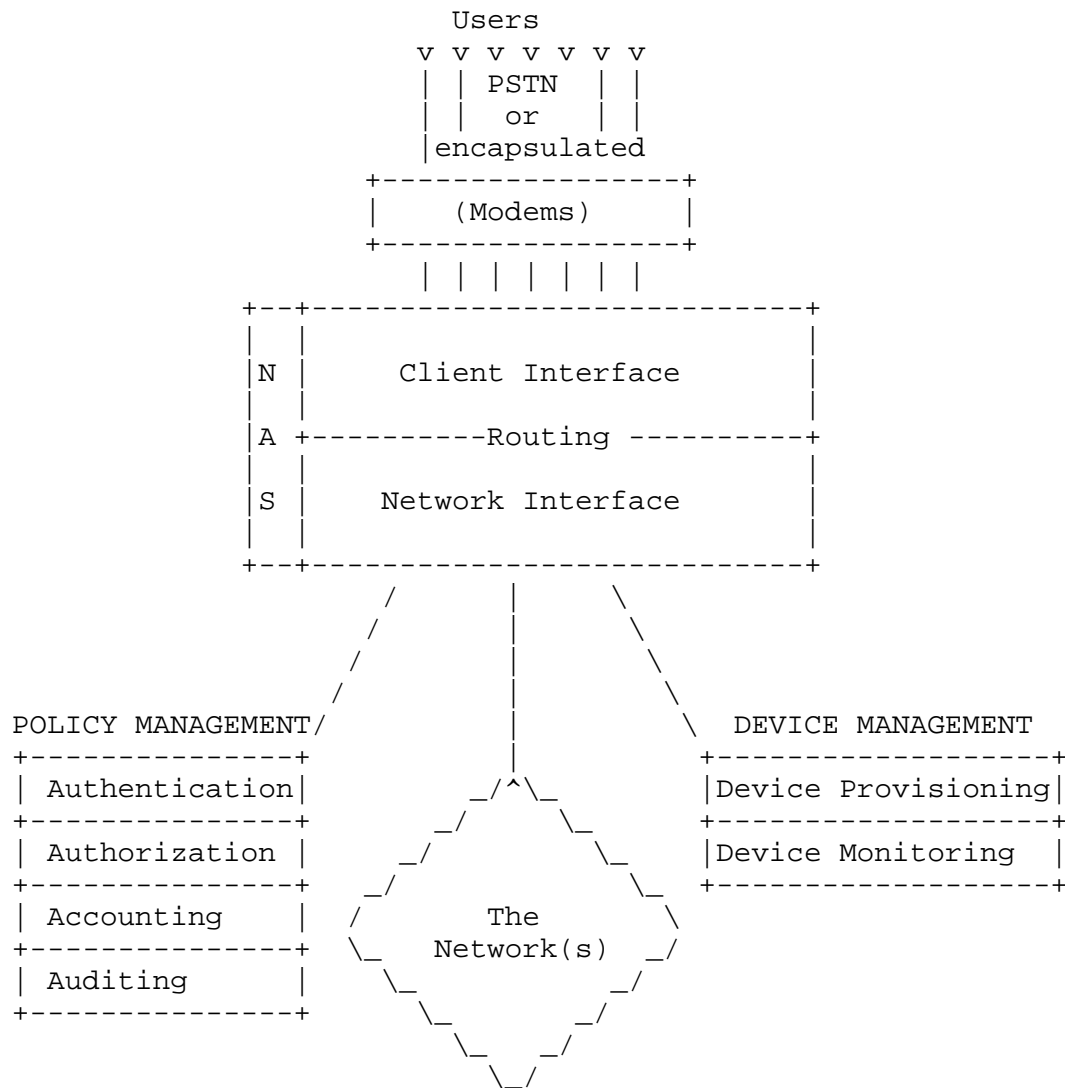 Users
v v v v v v v
PSTN
or
encapsulated
(Modems)
N Client Interface
A Routing
S Network Interface
POLICY MANAGEMENT DEVICE MANAGEMENT
Authentication Device Provisioning
Authorization Device Monitoring
Accounting The
Network(s)
Auditing